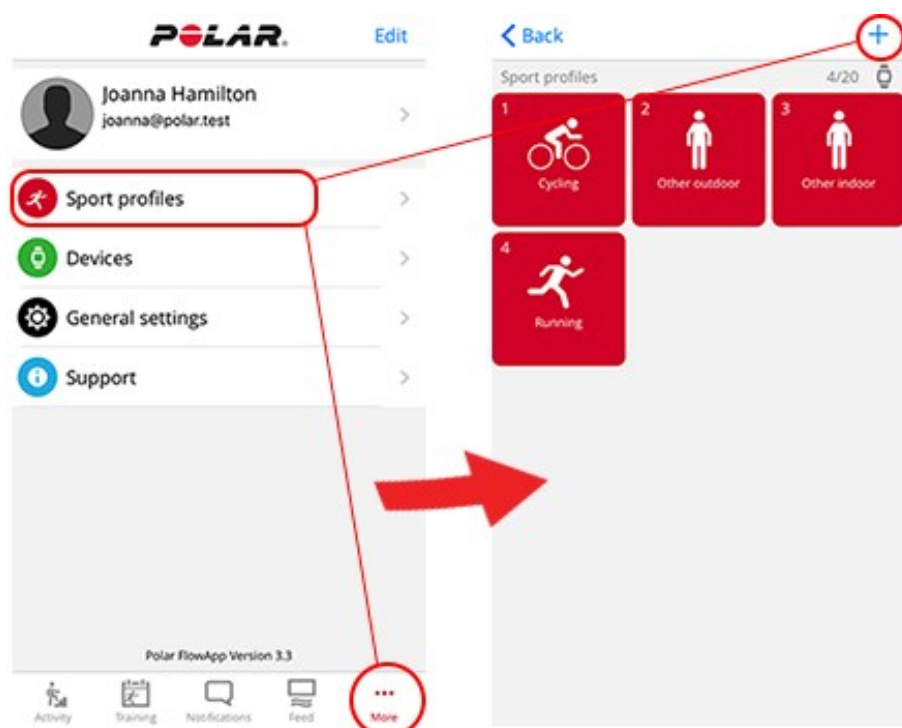 POLAR.
Edit
Joanna Hamilton
joanna@polar.test
Sport profiles
Devices
General settings
Support
Polar FlowApp Version 3.3
Activity
Training
Notifications
Feed
More
Back
+
Sport profiles
4/20
1
Cycling
2
Other outdoor
3
Other indoor
4
Running